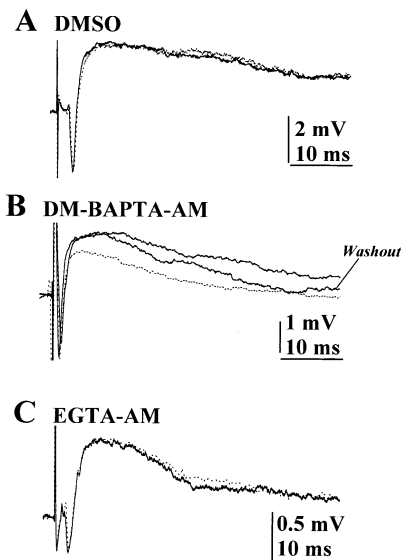 A DMSO
2 mV
10 ms
B DM-BAPTA-AM
Washout
1 mV
10 ms
C EGTA-AM
0.5 mV
10 ms